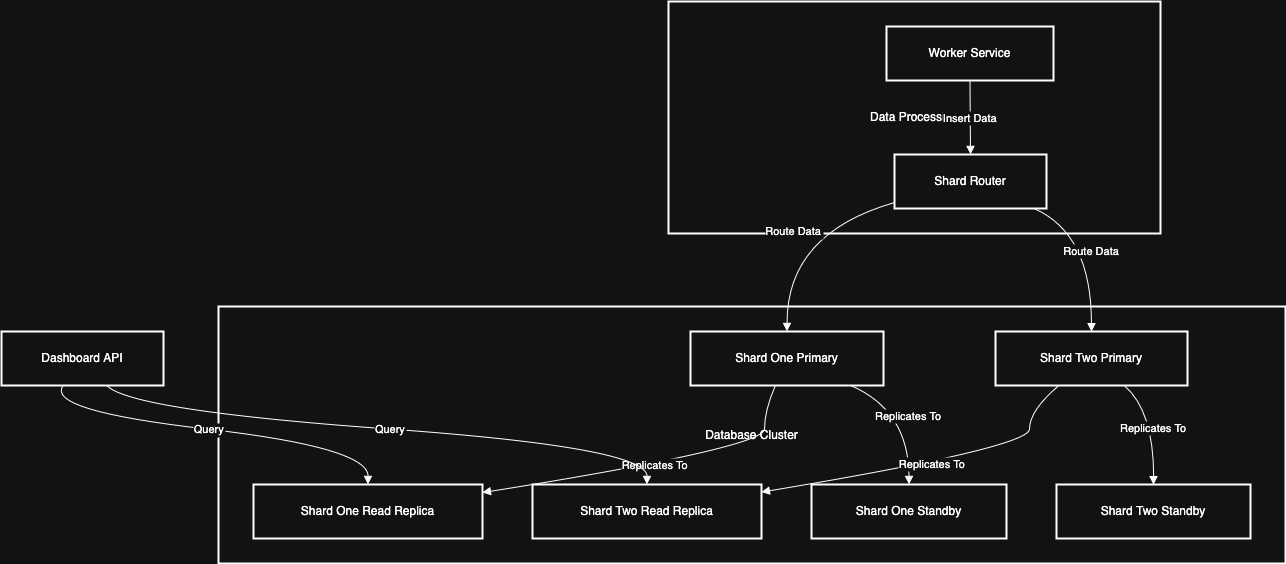 Worker Service
Data Process
Insert Data
Shard Router
Route Data
Route Data
Dashboard API
Shard One Primary
Shard Two Primary
Replicates To
Query
Query
Replicates To
Database Cluster
Replicates To
Replicates To
Shard One Read Replica
Shard Two Read Replica
Shard One Standby
Shard Two Standby